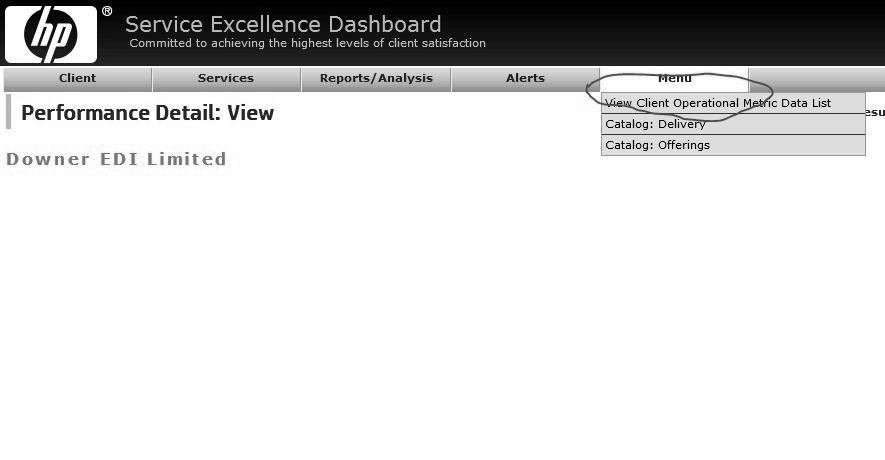 hp ®
Service Excellence Dashboard
Committed to achieving the highest levels of client satisfaction
Client Services Reports/Analysis Alerts Menu
View Client Operational Metric Data List
Catalog: Delivery
Catalog: Offerings
Performance Detail: View
Downer EDI Limited